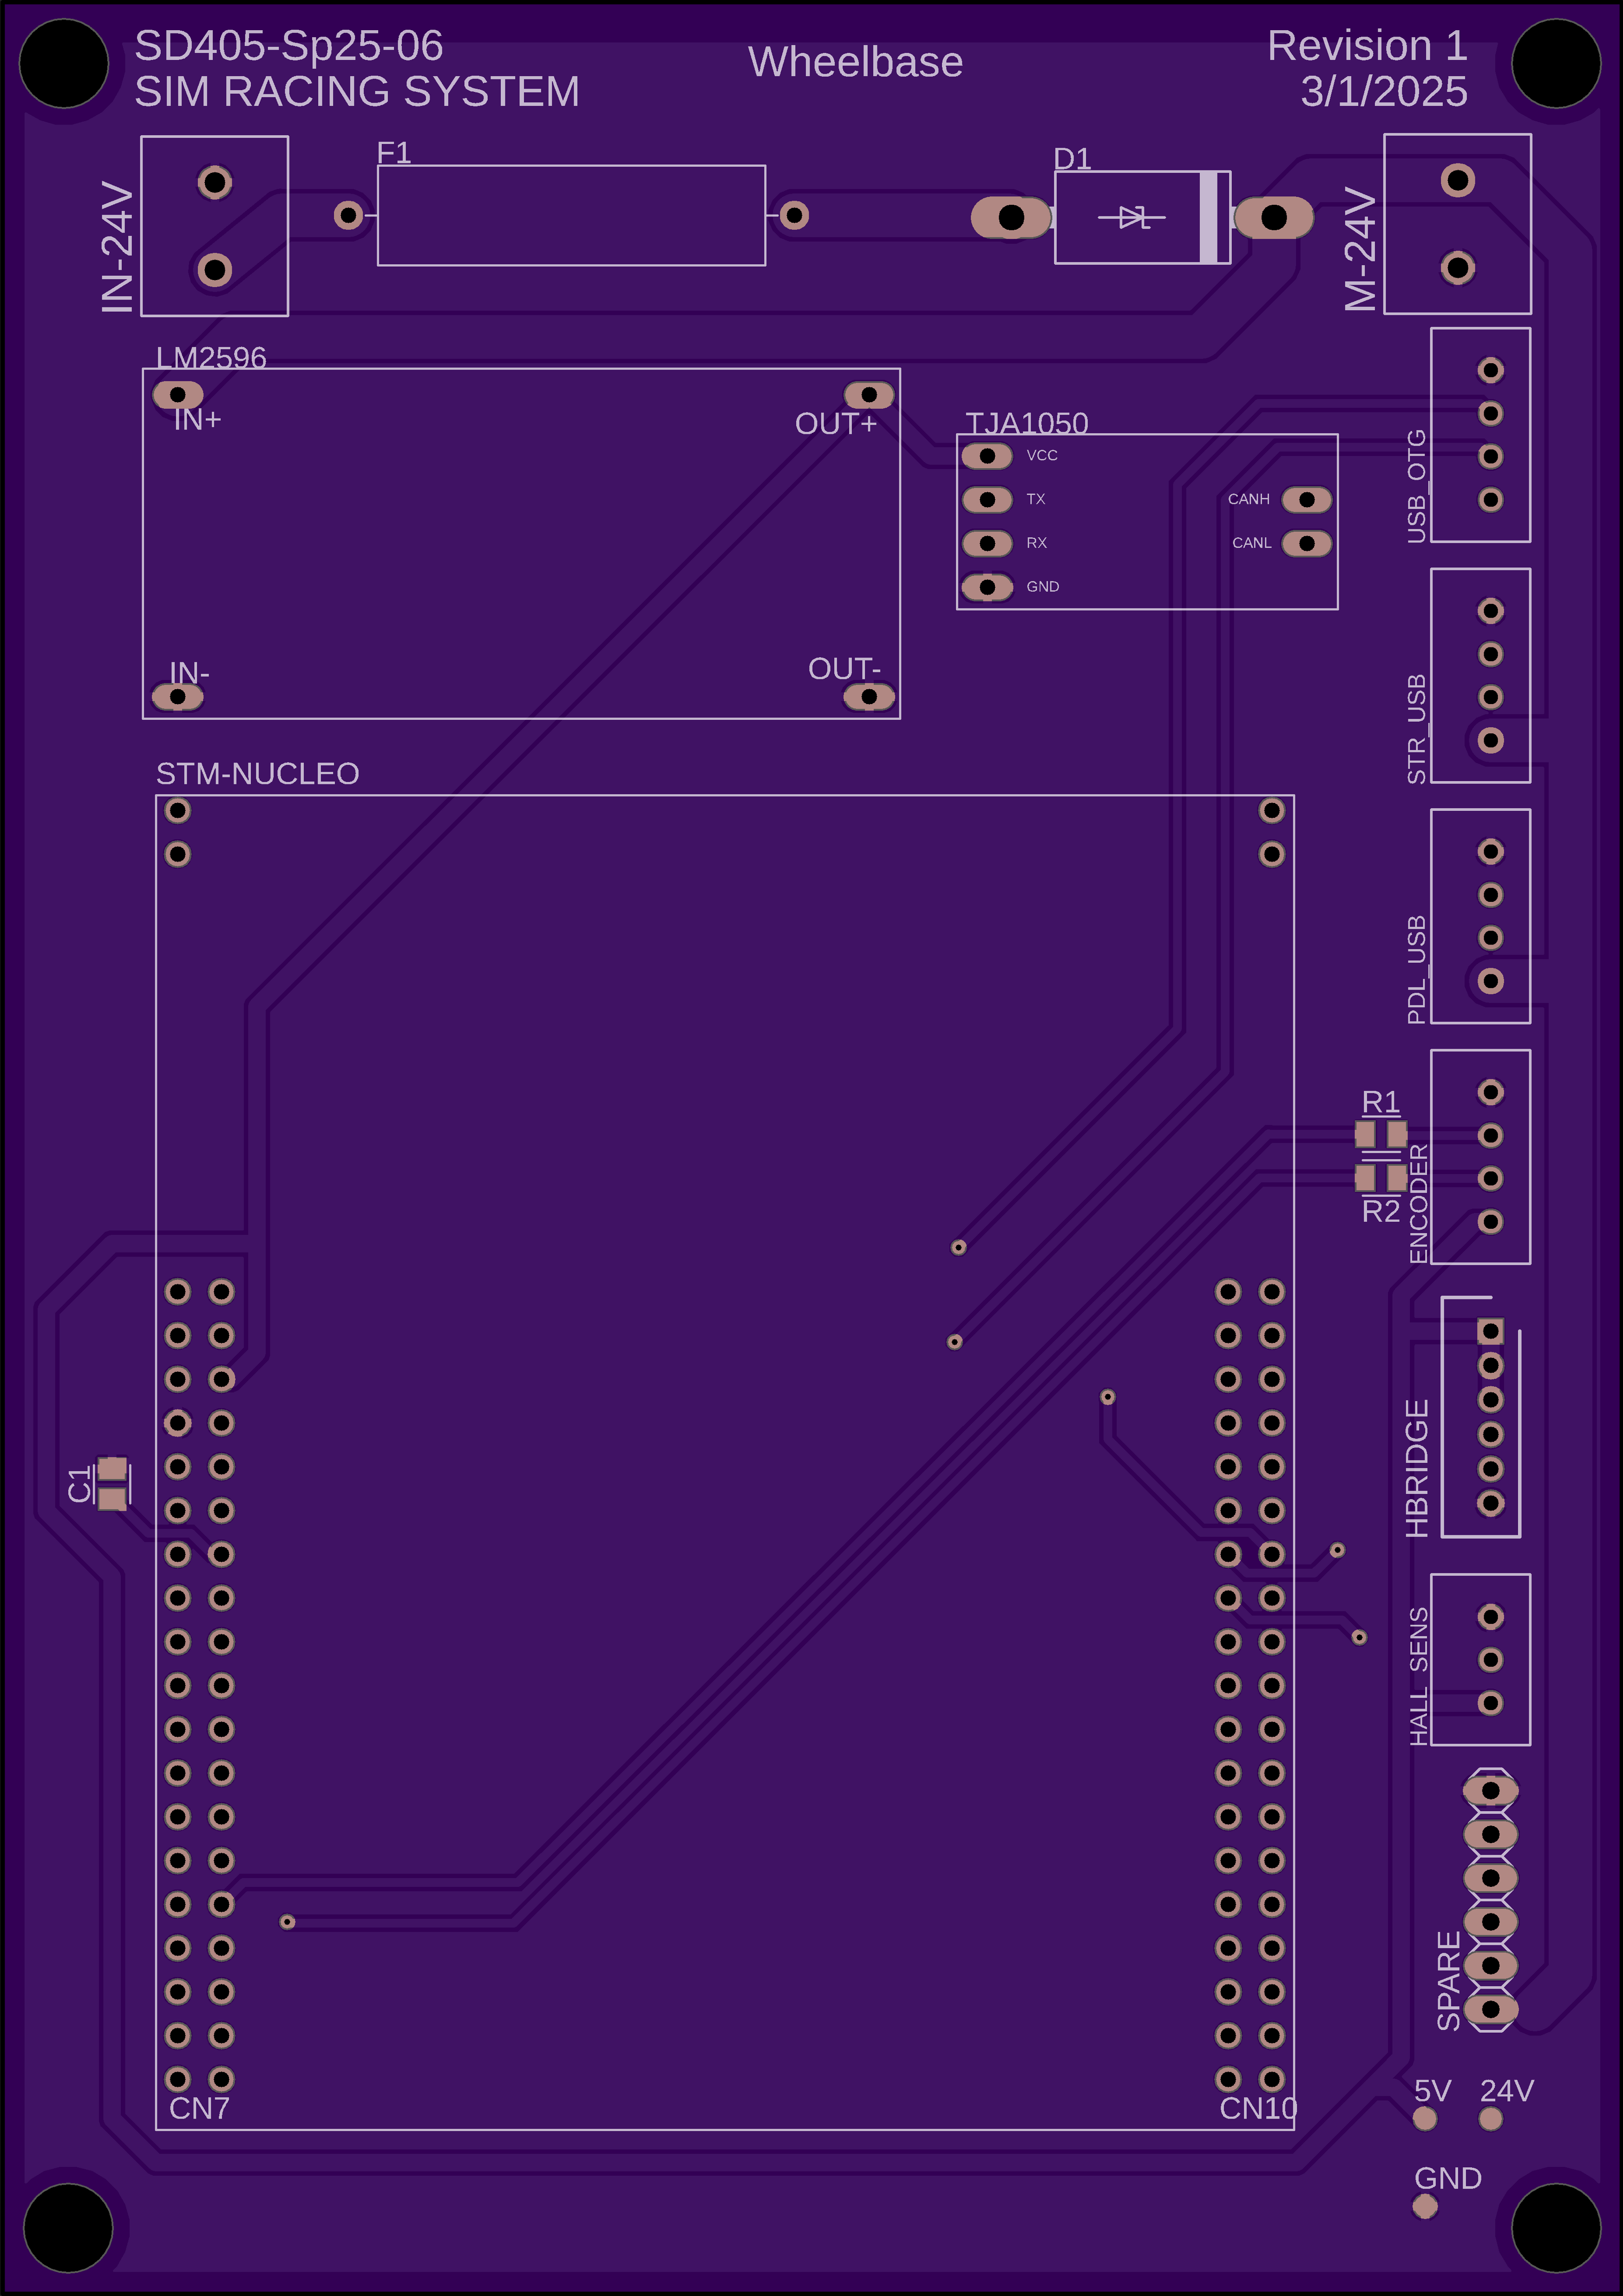 SD405-Sp25-06
SIM RACING SYSTEM
Wheelbase
Revision 1
3/1/2025
IN-24V
F1
D1
M-24V
LM2596
IN+
OUT+
IN-
OUT-
TJA1050
VCC
TX
RX
GND
CANH
CANL
USB_OTG
STR_USB
STM-NUCLEO
PDL_USB
R1
R2
ENCODER
C1
HBRIDGE
HALL_SENS
SPARE
CN7
CN10
5V
24V
GND